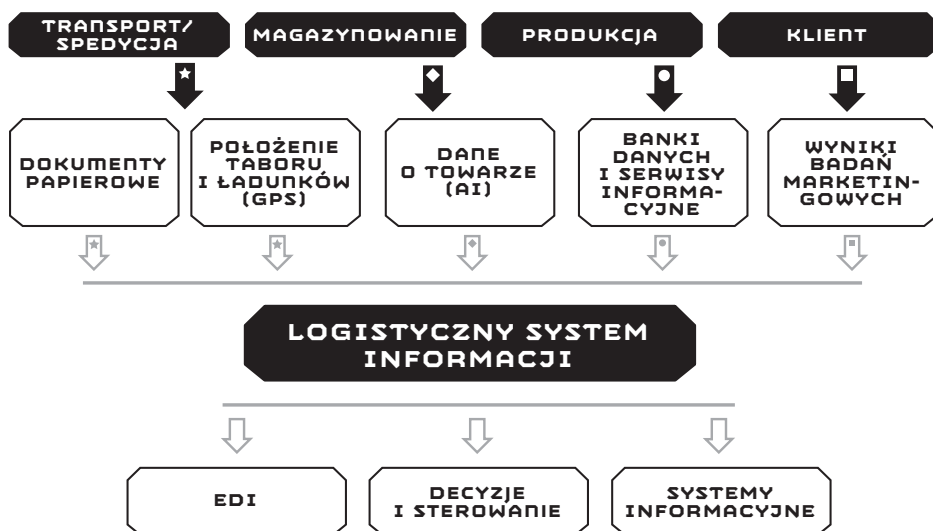 TRANSPORT/
SPEDYCJA
MAGAZYNOWANIE
PRODUKCJA
KLIENT
DOKUMENTY
PAPIEROWE
POŁOŻENIE
TABORU
I ŁADUNKÓW
(GPS)
DANE
O TOWARZE
(AI)
BANKI
DANYCH
I SERWISY
INFORMA-
CYJNE
WYNIKI
BADAŃ
MARKETIN-
GOWYCH
LOGISTYCZNY SYSTEM
INFORMACJI
EDI
DECYZJE
I STEROWANIE
SYSTEMY
INFORMACYJNE